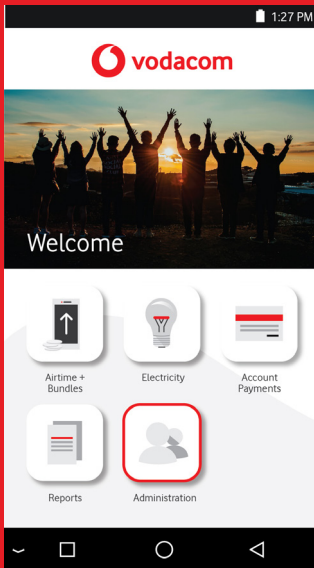 1:27 PM
vodacom
Welcome
Airtime +
Bundles
Electricity
Account
Payments
Reports
Administration